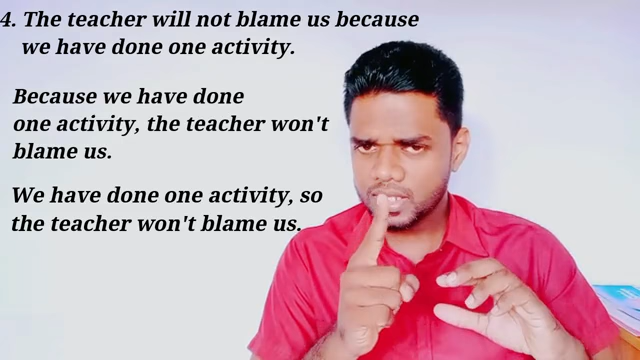 4. The teacher will not blame us because
we have done one activity.
Because we have done
one activity, the teacher won't
blame us.
We have done one activity, so
the teacher won't blame us.